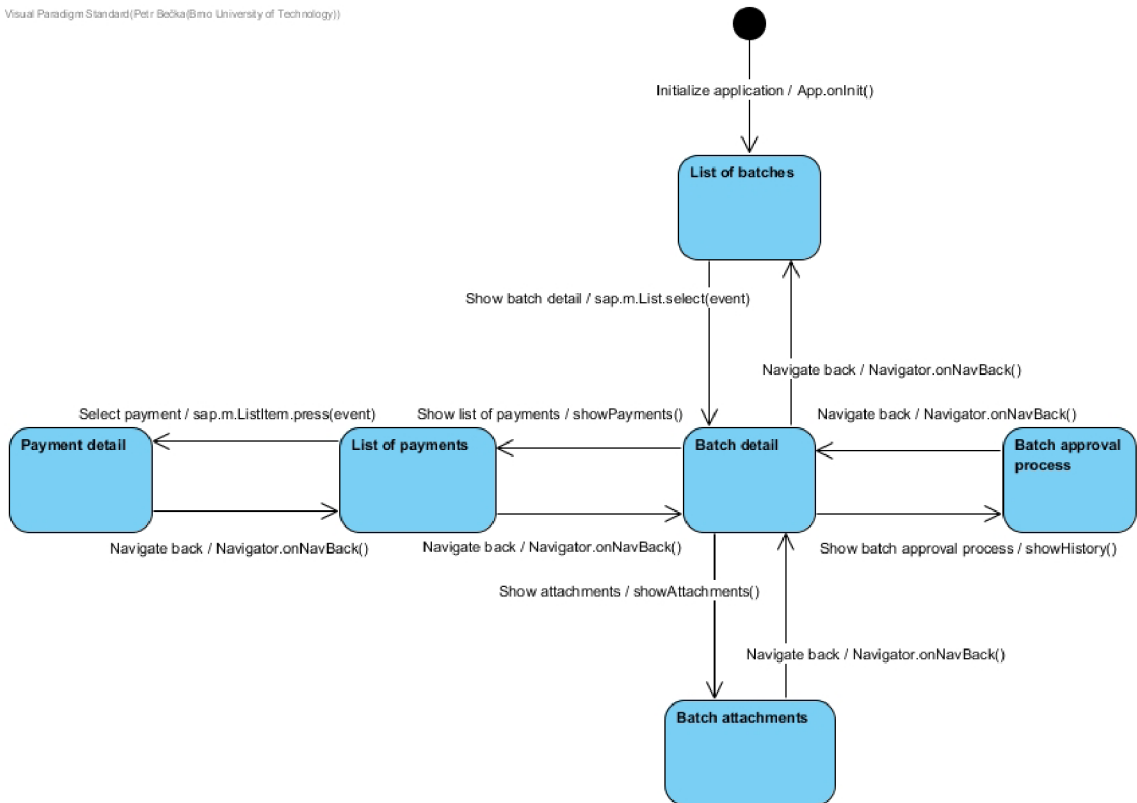 Visual Paradigm Standard(Petr Bečka(Brno University of Technology))
Initialize application / App.onInit()
List of batches
Show batch detail / sap.m.List.select(event)
Navigate back / Navigator.onNavBack()
Select payment / sap.m.ListItem.press(event)
Show list of payments / showPayments()
Navigate back / Navigator.onNavBack()
Payment detail
List of payments
Batch detail
Batch approval
process
Navigate back / Navigator.onNavBack()
Navigate back / Navigator.onNavBack()
Show batch approval process / showHistory()
Show attachments / showAttachments()
Navigate back / Navigator.onNavBack()
Batch attachments